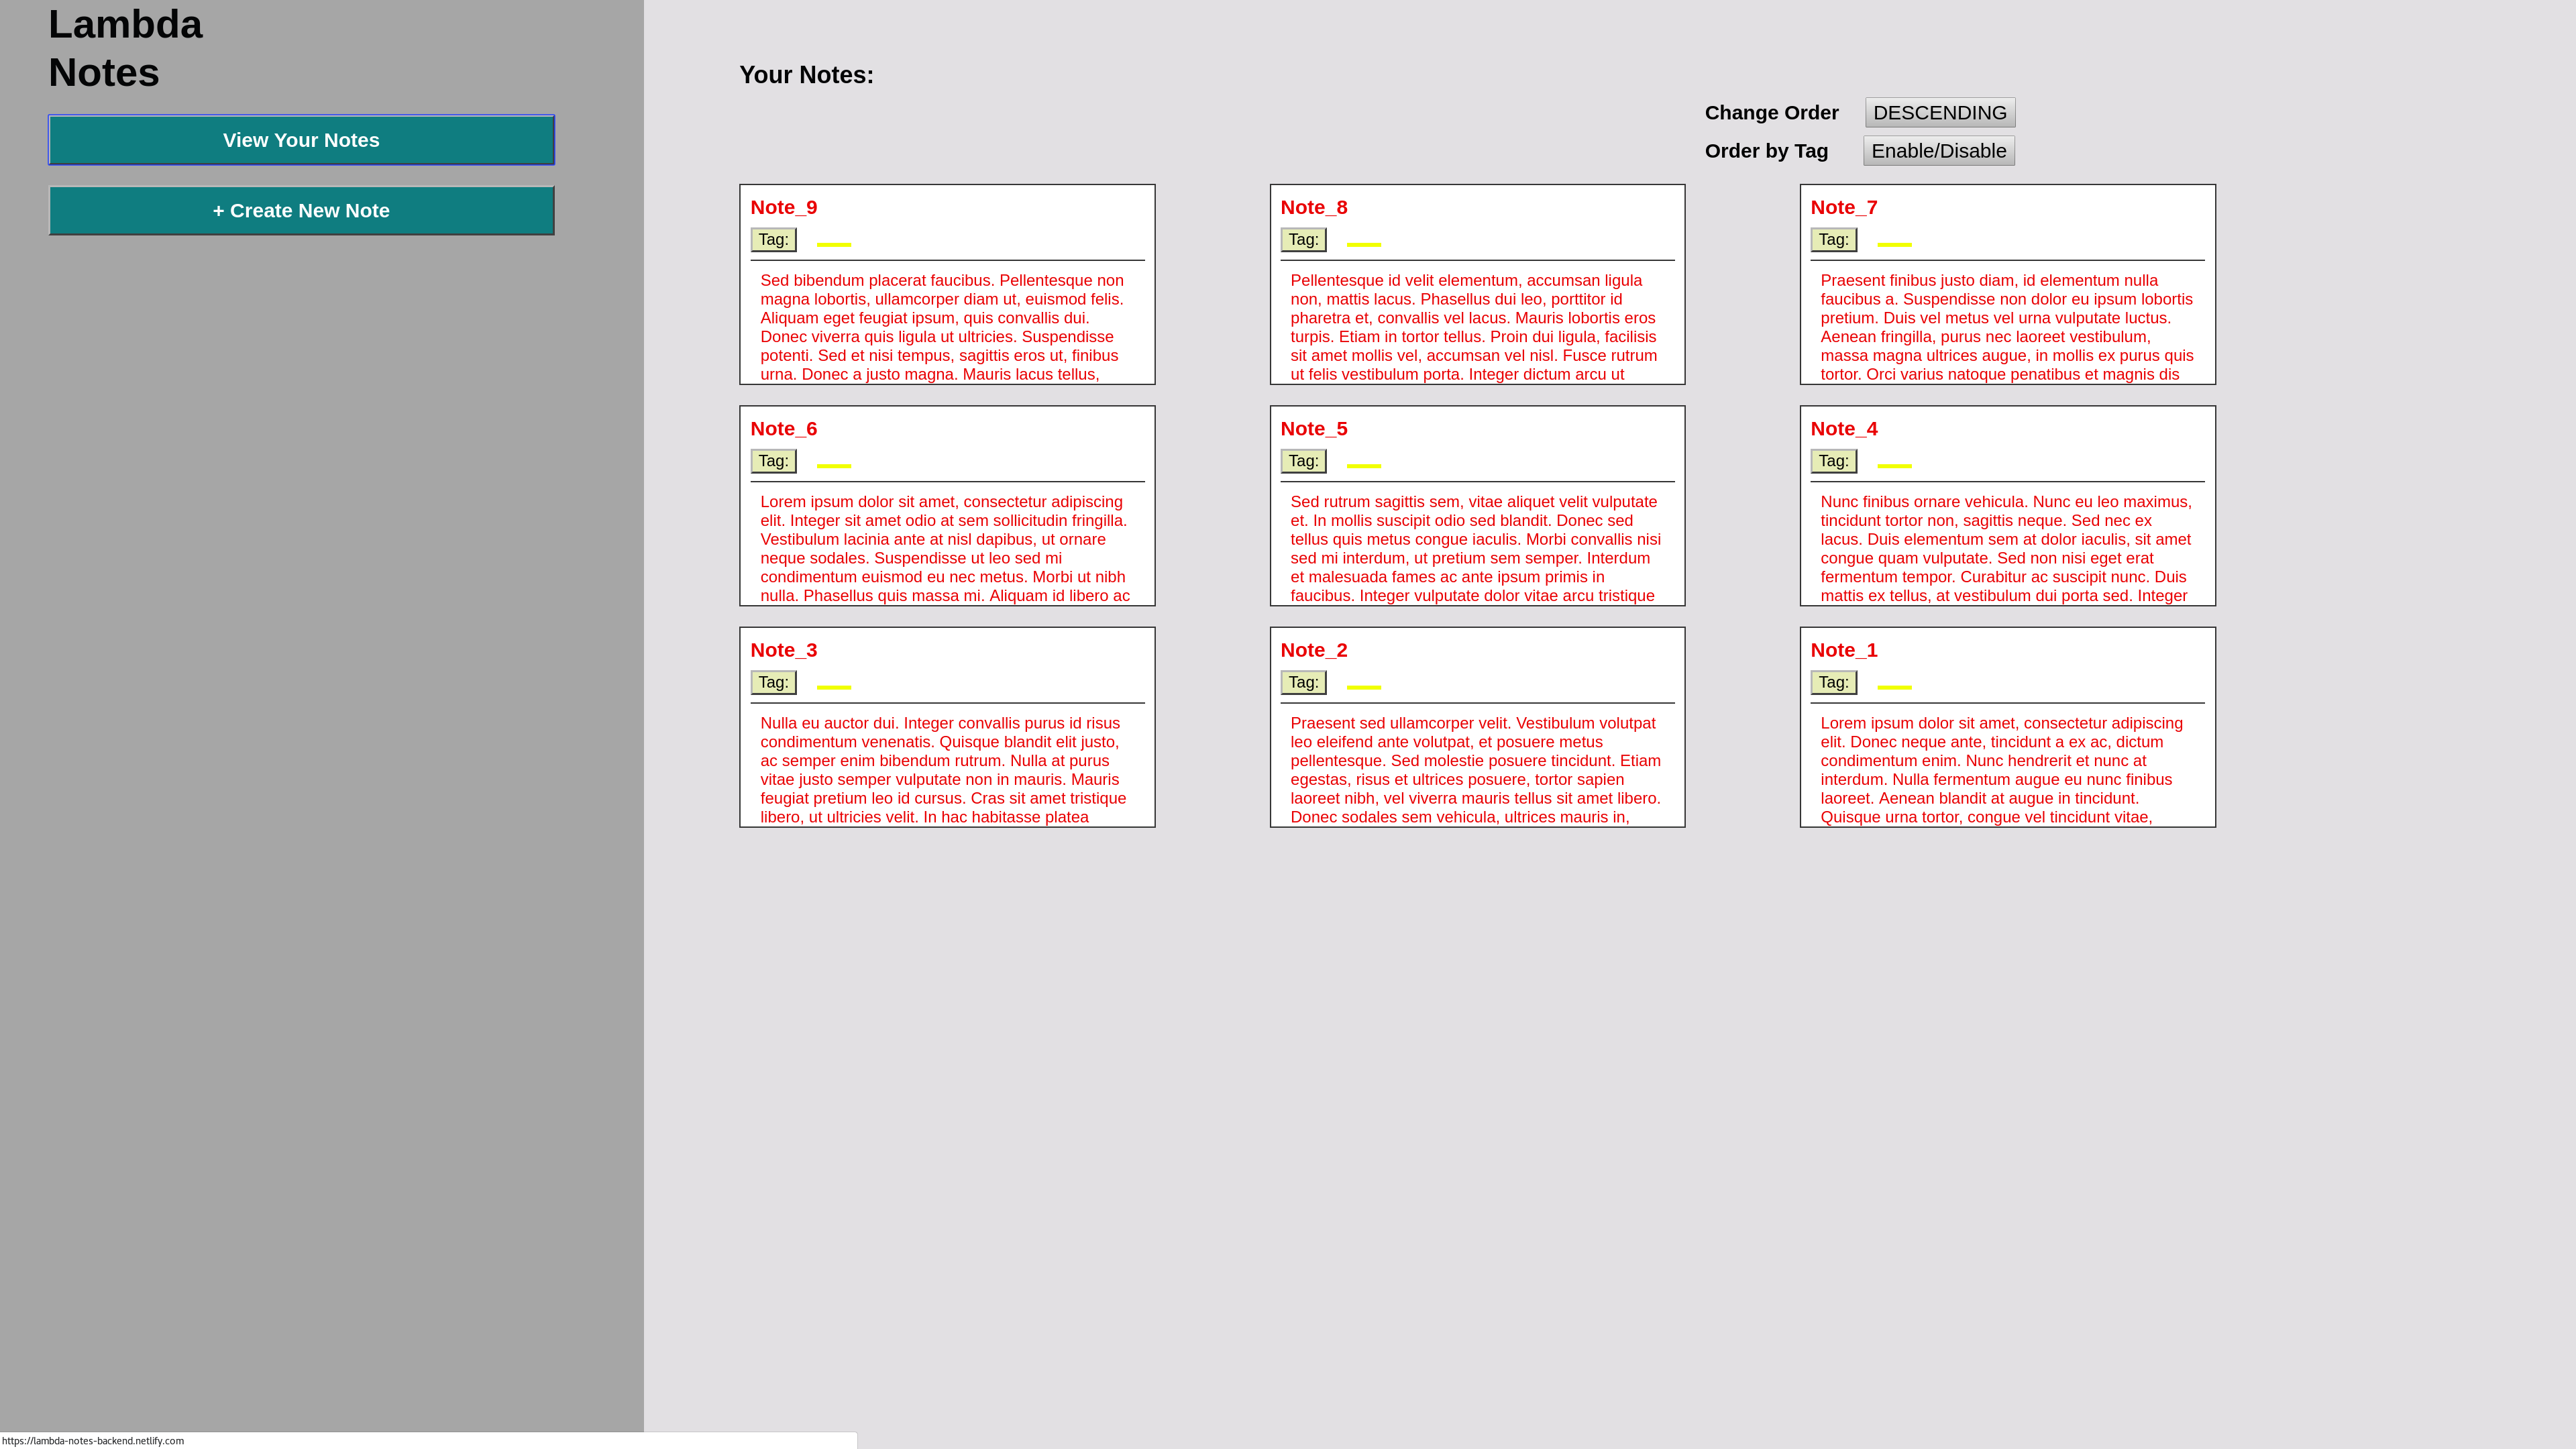 Lambda
Notes
View Your Notes
+ Create New Note
Your Notes:
Change Order DESCENDING
Order by Tag Enable/Disable
Note_9
Tag:
Sed bibendum placerat faucibus. Pellentesque non
magna lobortis, ullamcorper diam ut, euismod felis.
Aliquam eget feugiat ipsum, quis convallis dui.
Donec viverra quis ligula ut ultricies. Suspendisse
potenti. Sed et nisi tempus, sagittis eros ut, finibus
urna. Donec a justo magna. Mauris lacus tellus,
Note_8
Tag:
Pellentesque id velit elementum, accumsan ligula
non, mattis lacus. Phasellus dui leo, porttitor id
pharetra et, convallis vel lacus. Mauris lobortis eros
turpis. Etiam in tortor tellus. Proin dui ligula, facilisis
sit amet mollis vel, accumsan vel nisl. Fusce rutrum
ut felis vestibulum porta. Integer dictum arcu ut
Note_7
Tag:
Praesent finibus justo diam, id elementum nulla
faucibus a. Suspendisse non dolor eu ipsum lobortis
pretium. Duis vel metus vel urna vulputate luctus.
Aenean fringilla, purus nec laoreet vestibulum,
massa magna ultrices augue, in mollis ex purus quis
tortor. Orci varius natoque penatibus et magnis dis
Note_6
Tag:
Lorem ipsum dolor sit amet, consectetur adipiscing
elit. Integer sit amet odio at sem sollicitudin fringilla.
Vestibulum lacinia ante at nisl dapibus, ut ornare
neque sodales. Suspendisse ut leo sed mi
condimentum euismod eu nec metus. Morbi ut nibh
nulla. Phasellus quis massa mi. Aliquam id libero ac
Note_5
Tag:
Sed rutrum sagittis sem, vitae aliquet velit vulputate
et. In mollis suscipit odio sed blandit. Donec sed
tellus quis metus congue iaculis. Morbi convallis nisi
sed mi interdum, ut pretium sem semper. Interdum
et malesuada fames ac ante ipsum primis in
faucibus. Integer vulputate dolor vitae arcu tristique
Note_4
Tag:
Nunc finibus ornare vehicula. Nunc eu leo maximus,
tincidunt tortor non, sagittis neque. Sed nec ex
lacus. Duis elementum sem at dolor iaculis, sit amet
congue quam vulputate. Sed non nisi eget erat
fermentum tempor. Curabitur ac suscipit nunc. Duis
mattis ex tellus, at vestibulum dui porta sed. Integer
Note_3
Tag:
Nulla eu auctor dui. Integer convallis purus id risus
condimentum venenatis. Quisque blandit elit justo,
ac semper enim bibendum rutrum. Nulla at purus
vitae justo semper vulputate non in mauris. Mauris
feugiat pretium leo id cursus. Cras sit amet tristique
libero, ut ultricies velit. In hac habitasse platea
Note_2
Tag:
Praesent sed ullamcorper velit. Vestibulum volutpat
leo eleifend ante volutpat, et posuere metus
pellentesque. Sed molestie posuere tincidunt. Etiam
egestas, risus et ultrices posuere, tortor sapien
laoreet nibh, vel viverra mauris tellus sit amet libero.
Donec sodales sem vehicula, ultrices mauris in,
Note_1
Tag:
Lorem ipsum dolor sit amet, consectetur adipiscing
elit. Donec neque ante, tincidunt a ex ac, dictum
condimentum enim. Nunc hendrerit et nunc at
interdum. Nulla fermentum augue eu nunc finibus
laoreet. Aenean blandit at augue in tincidunt.
Quisque urna tortor, congue vel tincidunt vitae,
https://lambda-notes-backend.netlify.com